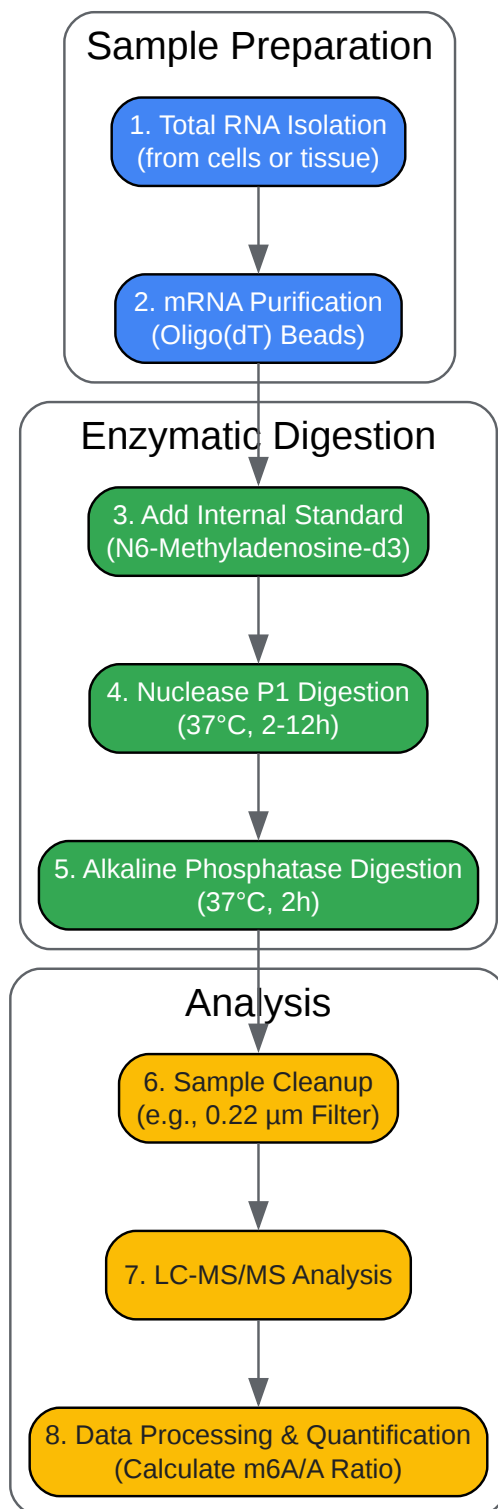 Sample Preparation
1. Total RNA Isolation
(from cells or tissue)
2. mRNA Purification
(Oligo(dT) Beads)
Enzymatic Digestion
3. Add Internal Standard
(N6-Methyladenosine-d3)
4. Nuclease P1 Digestion
(37°C, 2-12h)
5. Alkaline Phosphatase Digestion
(37°C, 2h)
Analysis
6. Sample Cleanup
(e.g., 0.22 µm Filter)
7. LC-MS/MS Analysis
8. Data Processing & Quantification
(Calculate m6A/A Ratio)